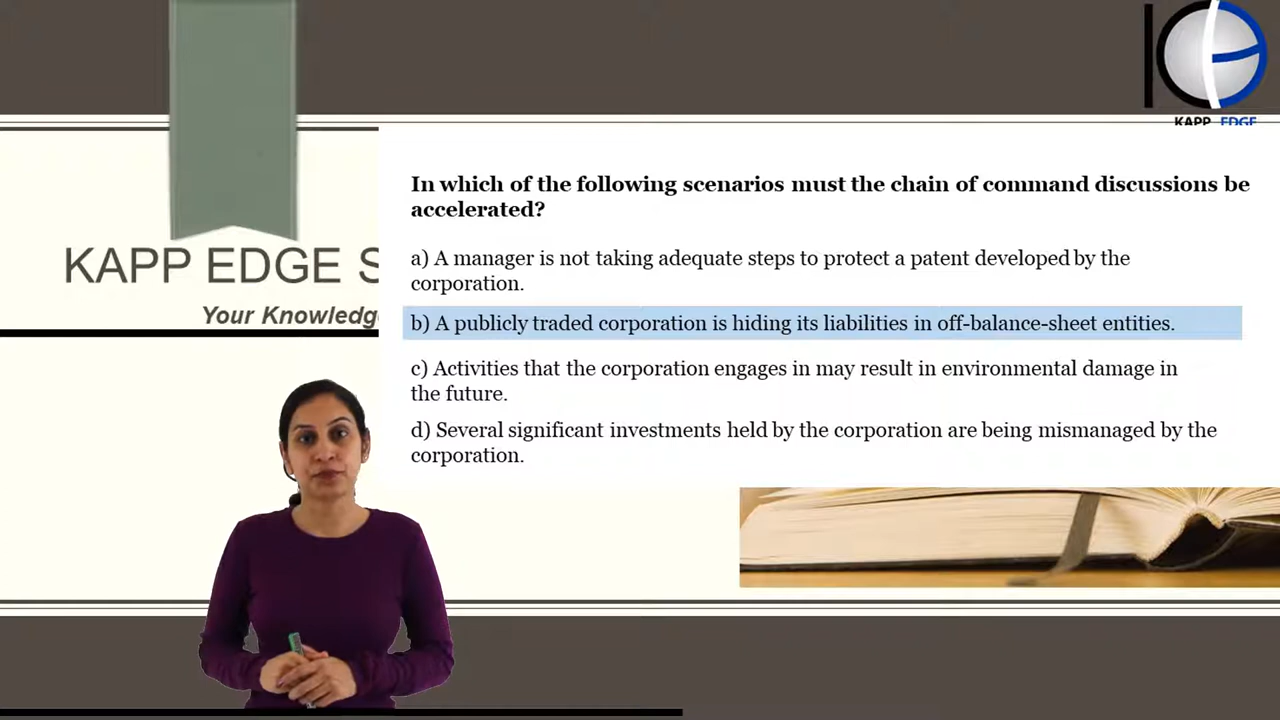 KAPP EDGE
In which of the following scenarios must the chain of command discussions be
accelerated?
a) A manager is not taking adequate steps to protect a patent developed by the
corporation.
KAPP EDGE S
Your Knowledg
b) A publicly traded corporation is hiding its liabilities in off-balance-sheet entities.
c) Activities that the corporation engages in may result in environmental damage in
the future.
d) Several significant investments held by the corporation are being mismanaged by the
corporation.